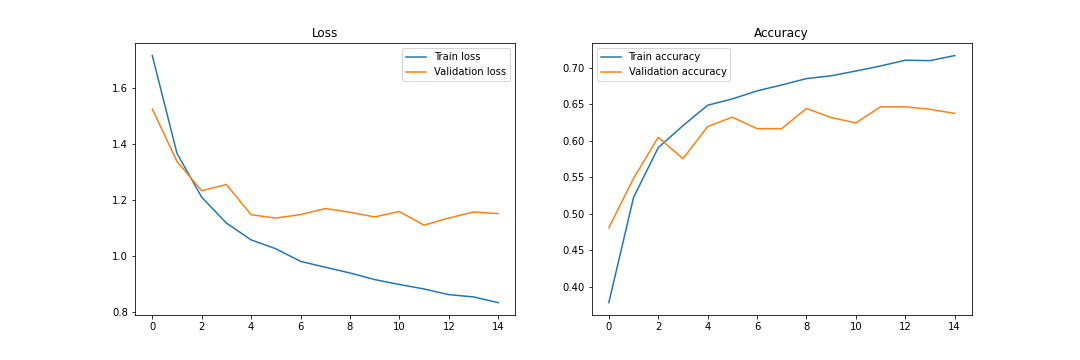 Loss
Train loss
Validation loss
1.6
1.4
1.2
1.0
0.8
0 2 4 6 8 10 12 14
Accuracy
Train accuracy
Validation accuracy
0.70
0.65
0.60
0.55
0.50
0.45
0.40
0 2 4 6 8 10 12 14